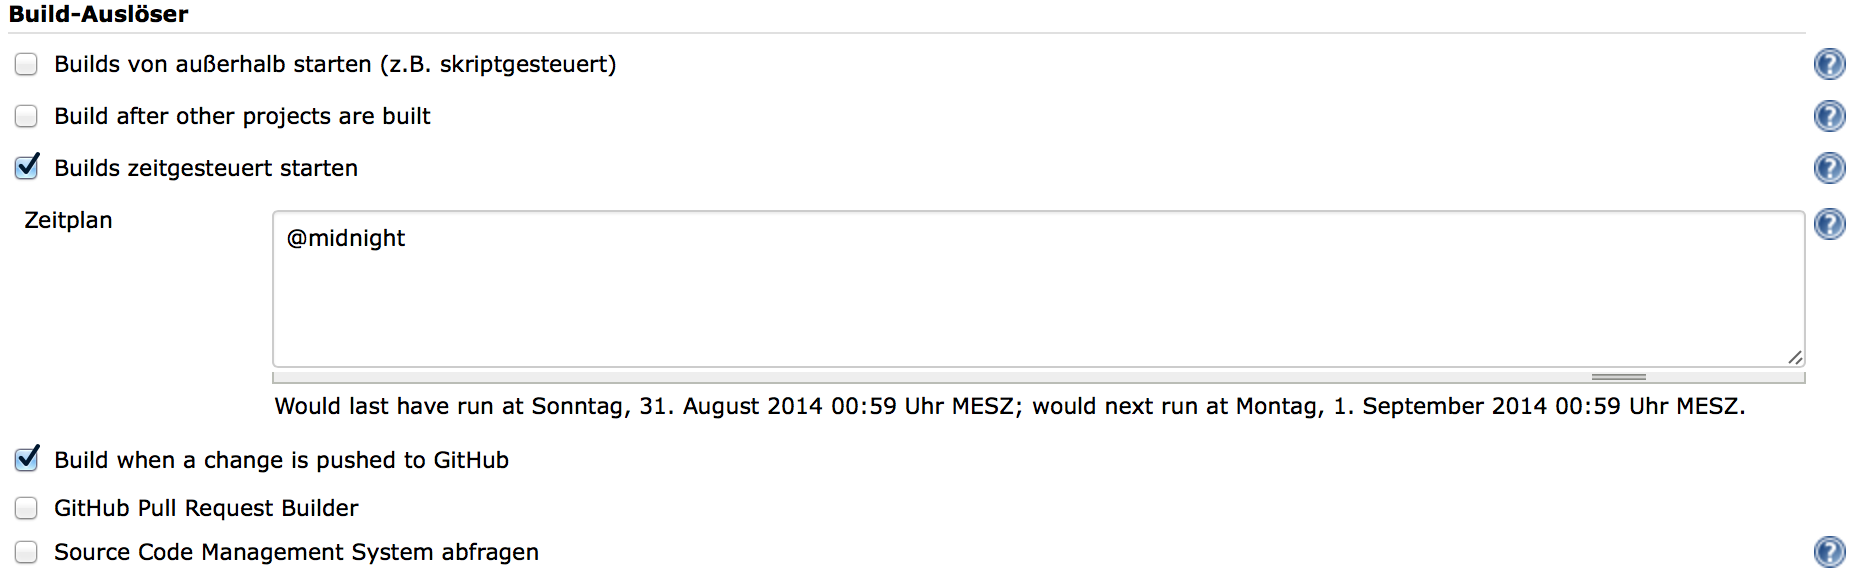 Build-Auslöser
Builds von außerhalb starten (z.B. skriptgesteuert)
Build after other projects are built
Builds zeitgesteuert starten
Zeitplan
@midnight
Would last have run at Sonntag, 31. August 2014 00:59 Uhr MESZ; would next run at Montag, 1. September 2014 00:59 Uhr MESZ.
Build when a change is pushed to GitHub
GitHub Pull Request Builder
Source Code Management System abfragen